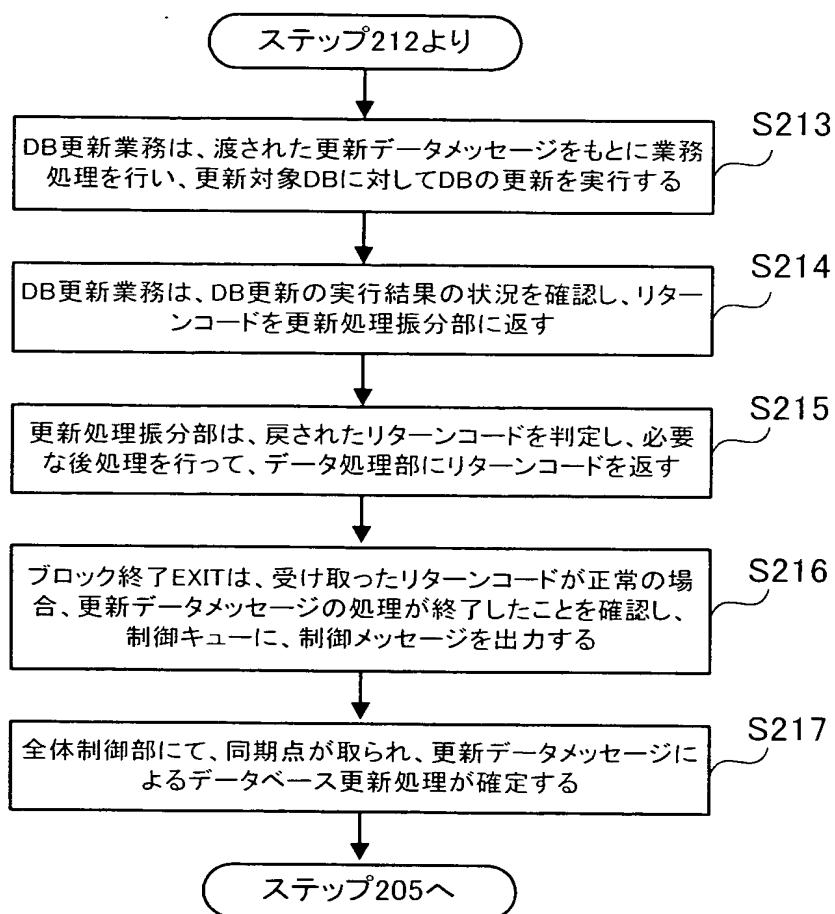 ステップ212より
S213
DB更新業務は、渡された更新データメッセージをもとに業務
処理を行い、更新対象DBに対してDBの更新を実行する
S214
DB更新業務は、DB更新の実行結果の状況を確認し、リター
ンコードを更新処理振分部に返す
S215
更新処理振分部は、戻されたリターンコードを判定し、必要
な後処理を行って、データ処理部にリターンコードを返す
S216
ブロック終了EXITは、受け取ったリターンコードが正常の場
合、更新データメッセージの処理が終了したことを確認し、
制御キューに、制御メッセージを出力する
S217
全体制御部にて、同期点が取られ、更新データメッセージに
よるデータベース更新処理が確定する
ステップ205へ